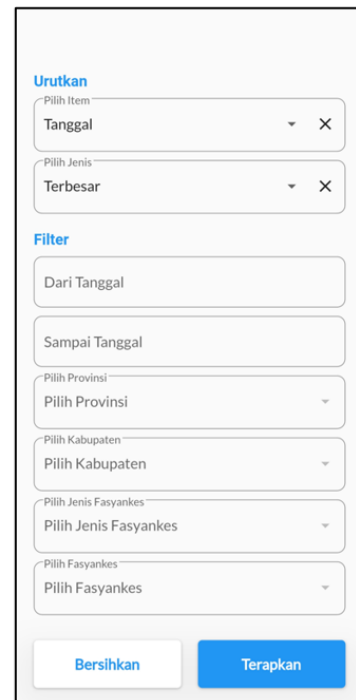 Urutkan
Pilih Item
Tanggal
Pilih Jenis
Terbesar
Filter
Dari Tanggal
Sampai Tanggal
Pilih Provinsi
Pilih Provinsi
Pilih Kabupaten
Pilih Kabupaten
Pilih Jenis Fasyankes
Pilih Jenis Fasyankes
Pilih Fasyankes
Pilih Fasyankes
Bersihkan Terapkan